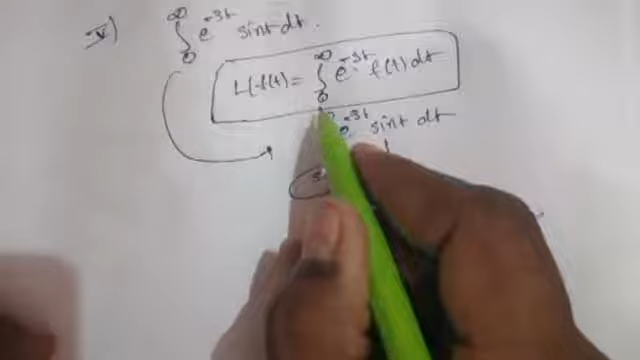 v) ∫₀^∞ e^-3t sint dt.
L(f(t)) = ∫₀^∞ e^-st f(t) dt
∞ e^-3t sint dt